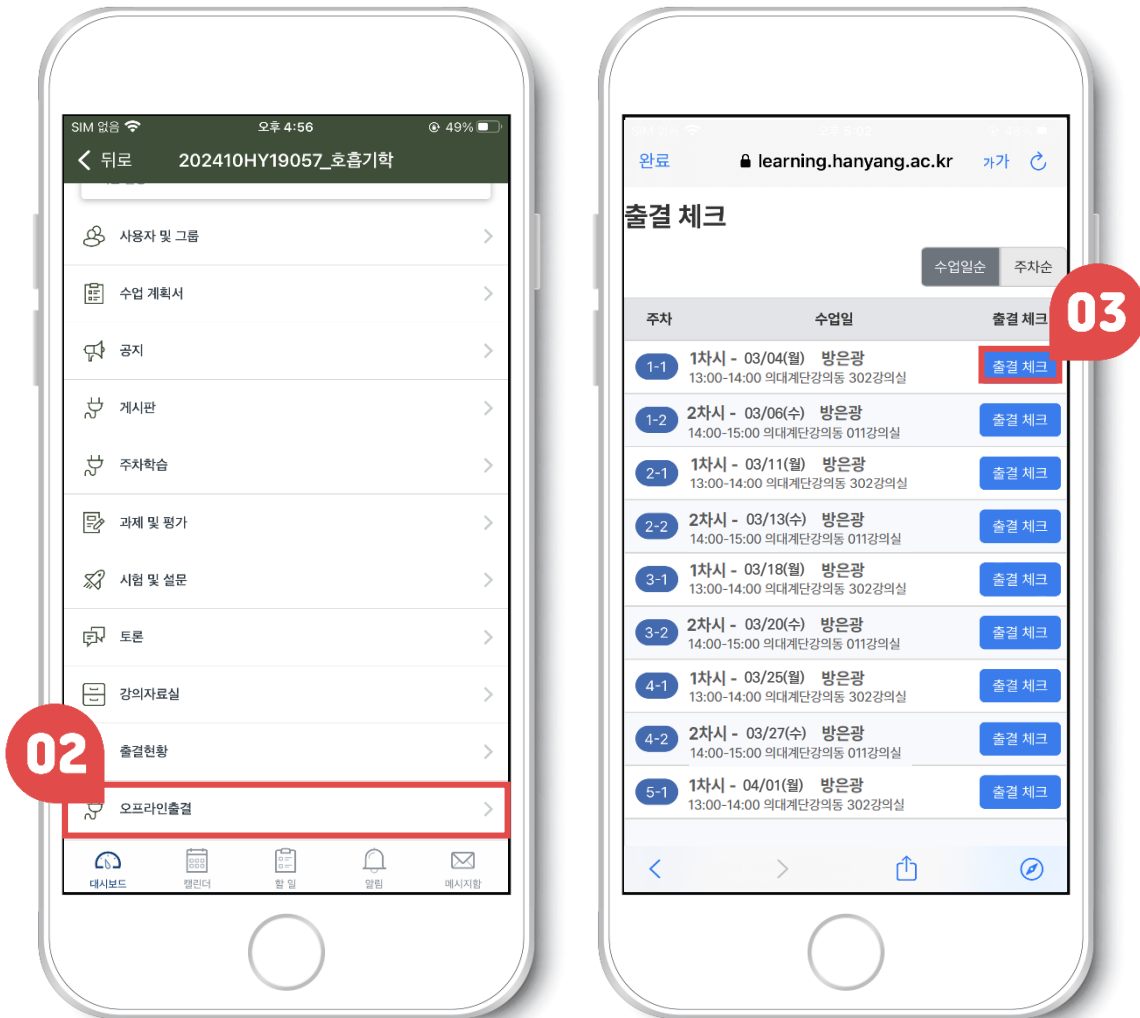 SIM 없음 오후 4:56 49%
뒤로 202410HY19057_호흡기학
사용자 및 그룹
수업 계획서
공지
게시판
주차학습
과제 및 평가
시험 및 설문
토론
강의자료실
출결현황
02
오프라인출결
대시보드 캘린더 할 일 알림 메시지함
완료 learning.hanyang.ac.kr 가가
출결 체크
수업일순 주차순
03
주차 수업일 출결 체크
1-1 1차시 - 03/04(월) 방은광 출결 체크
13:00-14:00 의대계단강의동 302강의실
1-2 2차시 - 03/06(수) 방은광 출결 체크
14:00-15:00 의대계단강의동 011강의실
2-1 1차시 - 03/11(월) 방은광 출결 체크
13:00-14:00 의대계단강의동 302강의실
2-2 2차시 - 03/13(수) 방은광 출결 체크
14:00-15:00 의대계단강의동 011강의실
3-1 1차시 - 03/18(월) 방은광 출결 체크
13:00-14:00 의대계단강의동 302강의실
3-2 2차시 - 03/20(수) 방은광 출결 체크
14:00-15:00 의대계단강의동 011강의실
4-1 1차시 - 03/25(월) 방은광 출결 체크
13:00-14:00 의대계단강의동 302강의실
4-2 2차시 - 03/27(수) 방은광 출결 체크
14:00-15:00 의대계단강의동 011강의실
5-1 1차시 - 04/01(월) 방은광 출결 체크
13:00-14:00 의대계단강의동 302강의실